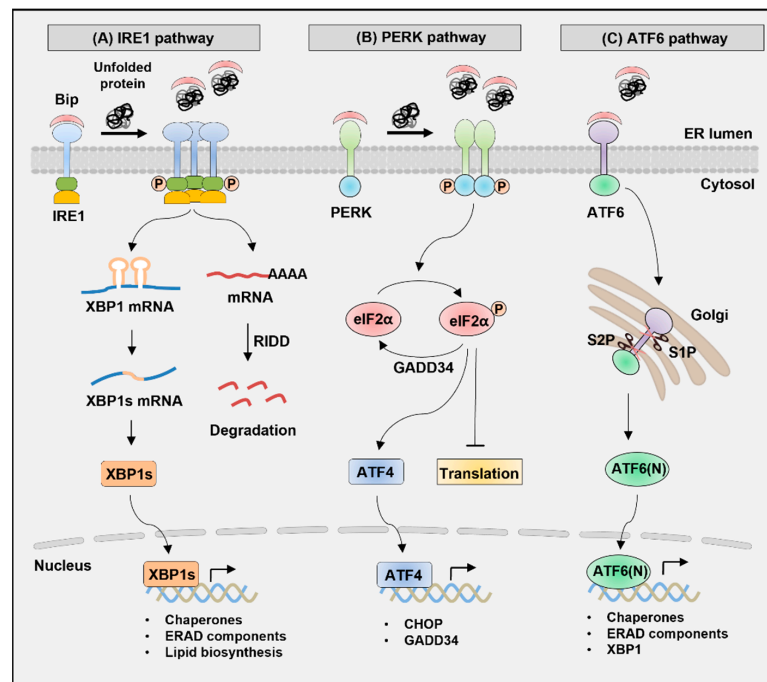 (A) IRE1 pathway
Unfolded
protein
Bip
IRE1
P
P
XBP1 mRNA
AAAA
mRNA
RIDD
XBP1s mRNA
Degradation
XBP1s
(B) PERK pathway
PERK
P
P
eIF2α
eIF2α
P
GADD34
ATF4
Translation
(C) ATF6 pathway
ER lumen
Cytosol
ATF6
Golgi
S2P
S1P
ATF6(N)
Nucleus
XBP1s
• Chaperones
• ERAD components
• Lipid biosynthesis
ATF4
• CHOP
• GADD34
ATF6(N)
• Chaperones
• ERAD components
• XBP1